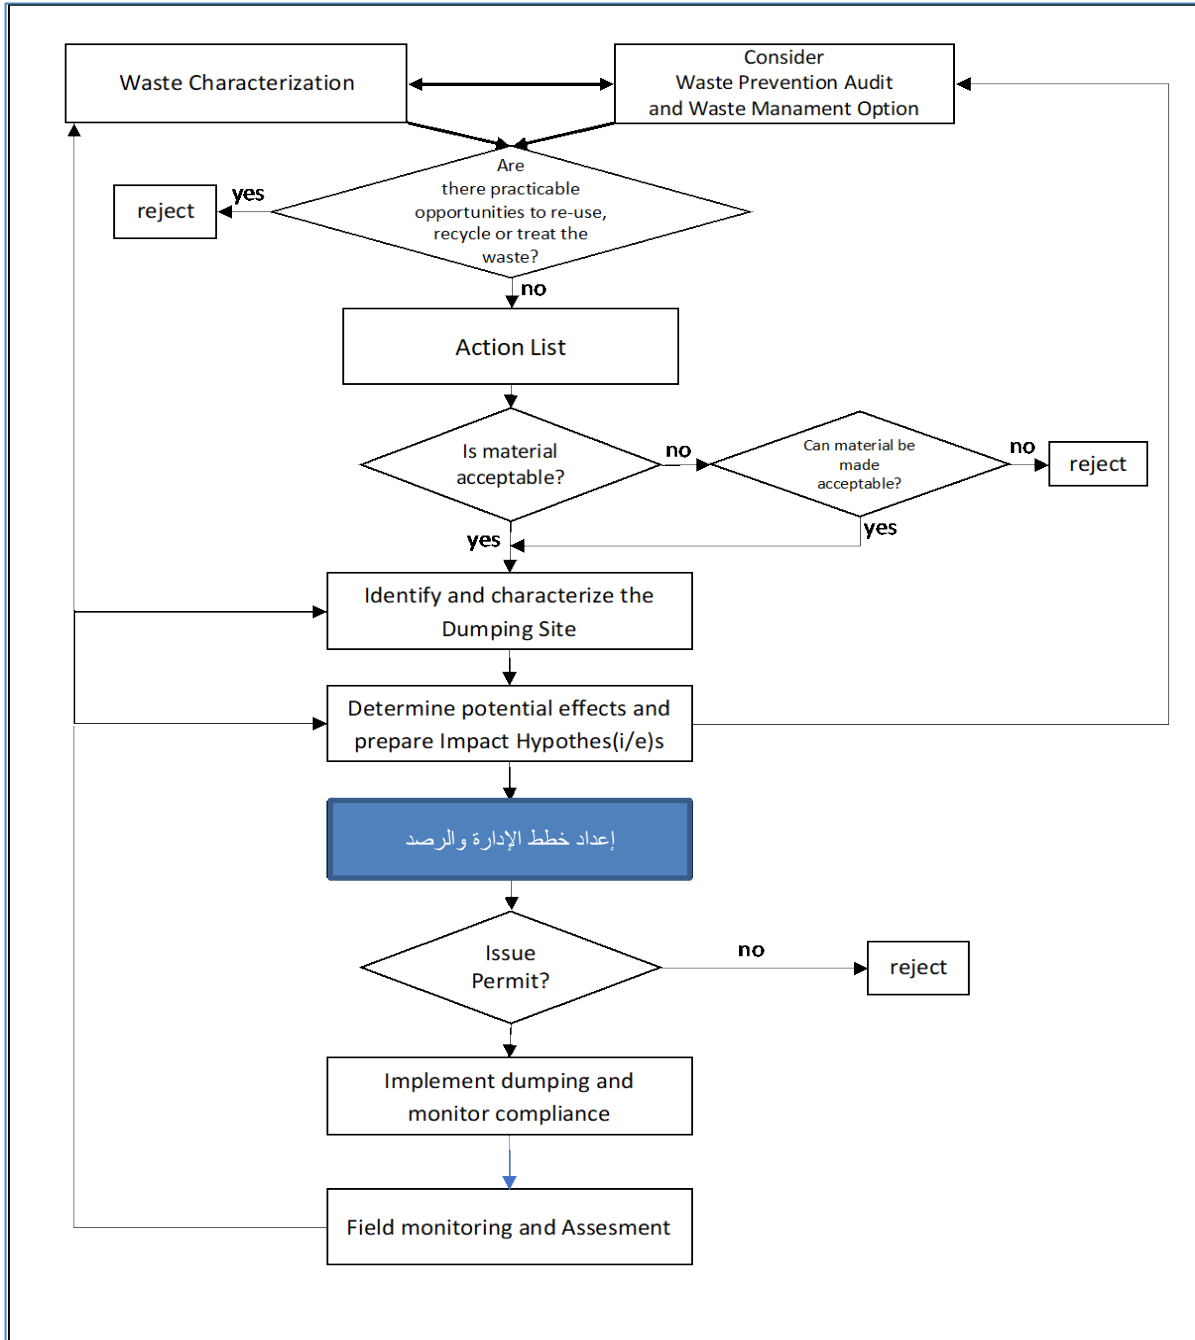 Waste Characterization
Consider
Waste Prevention Audit
and Waste Manament Option
Are
there practicable
opportunities to re-use,
recycle or treat the
waste?
yes
reject
no
Action List
Is material
acceptable?
no
Can material be
made
acceptable?
no
reject
yes
yes
Identify and characterize the
Dumping Site
Determine potential effects and
prepare Impact Hypothes(i/e)s
إعداد خطط الإدارة والرصد
Issue
Permit?
no
reject
Implement dumping and
monitor compliance
Field monitoring and Assesment